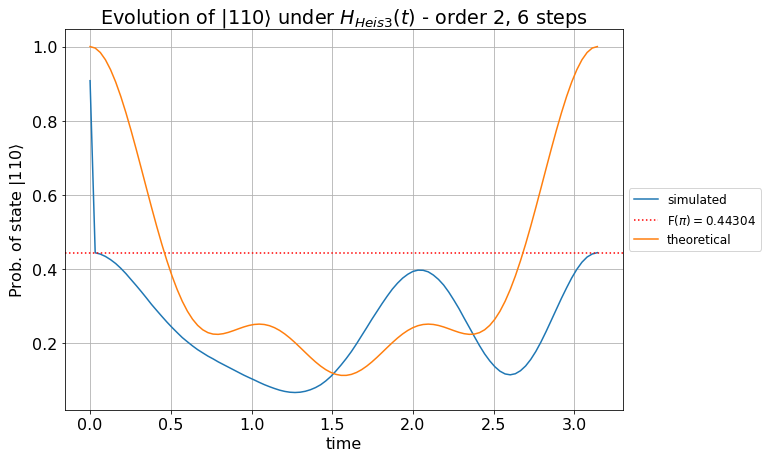 Evolution of |110⟩ under $H_{Heis3}(t)$ - order 2, 6 steps
Prob. of state |110⟩
1.0
0.8
0.6
0.4
0.2
0.0 0.5 1.0 1.5 2.0 2.5 3.0
time
simulated
F(π) = 0.44304
theoretical